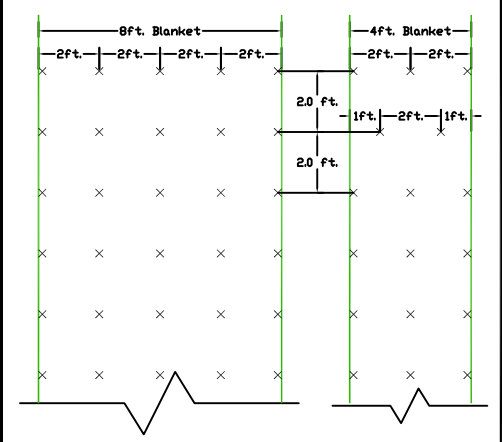 8ft. Blanket
4ft. Blanket
2ft. 2ft. 2ft. 2ft.
2ft. 2ft.
2.0 ft.
1ft. 2ft. 1ft.
2.0 ft.